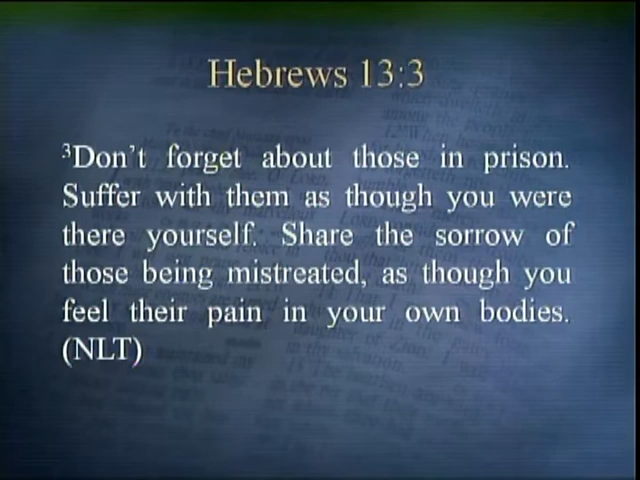 Hebrews 13:3
³Don't forget about those in prison.
Suffer with them as though you were
there yourself. Share the sorrow of
those being mistreated, as though you
feel their pain in your own bodies.
(NLT)